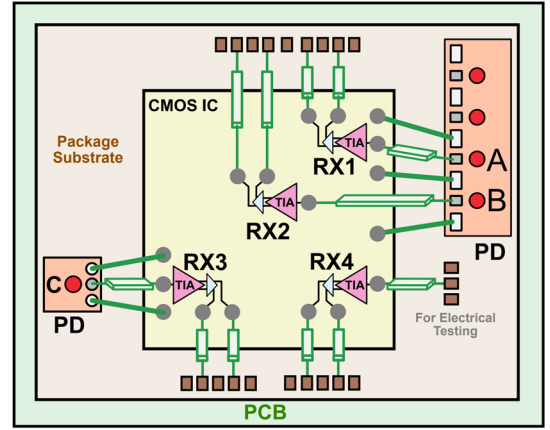 CMOS IC
Package
Substrate
TIA
RX1
A
TIA
B
RX2
PD
RX3
RX4
C
TIA
TIA
PD
For Electrical
Testing
PCB